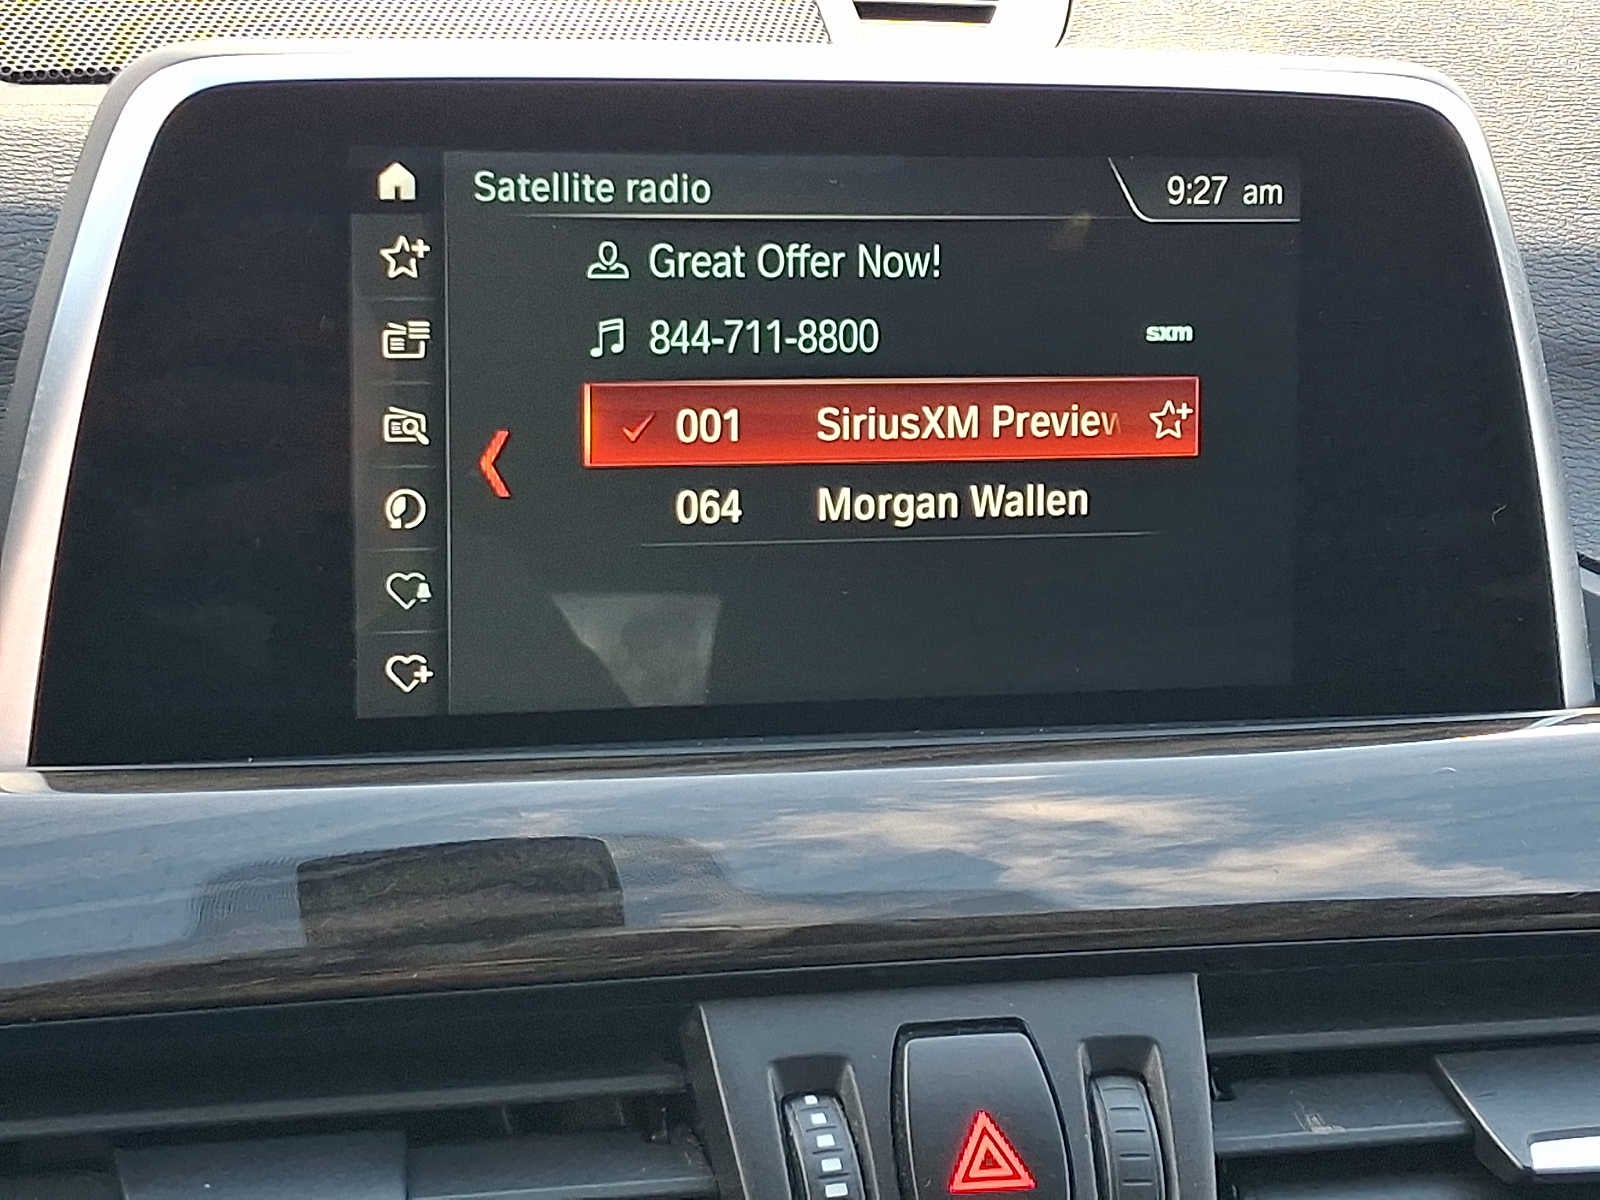 Satellite radio 9:27 am
Great Offer Now!
844-711-8800 sxm
001 SiriusXM Preview
064 Morgan Wallen